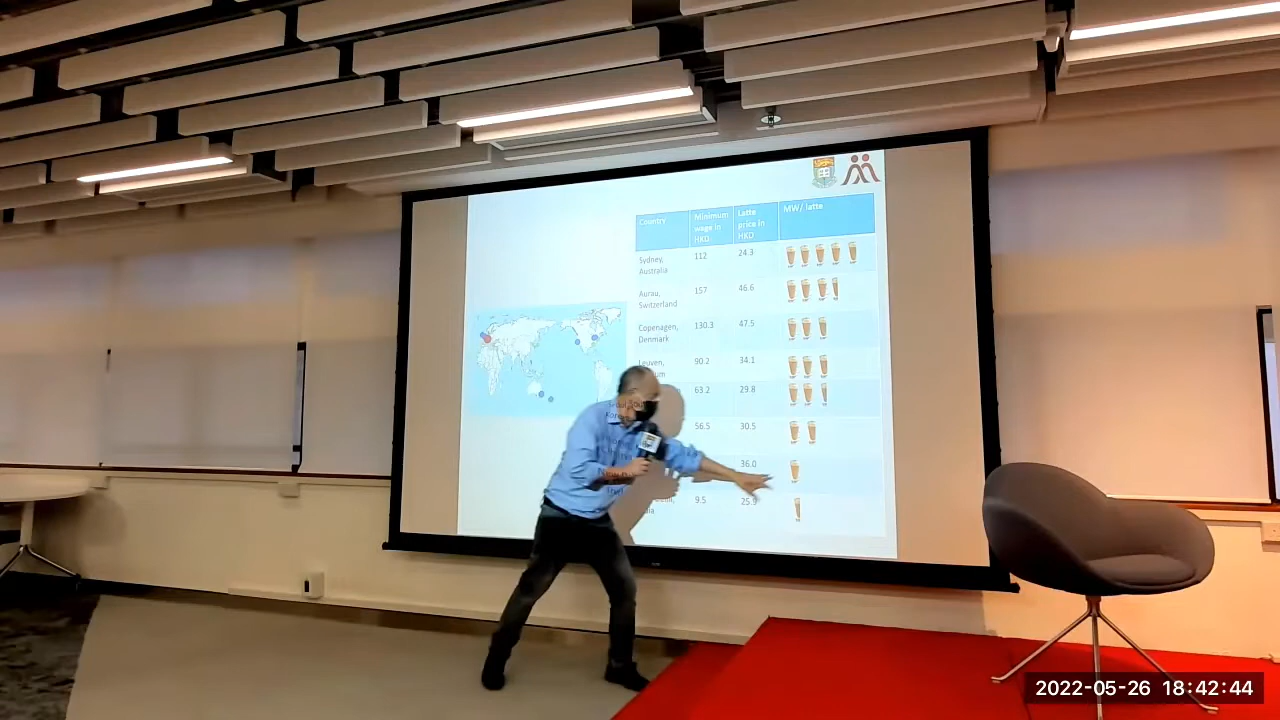 Country
Minimum
wage in
HKD
Latte
price in
HKD
MW/ latte
Sydney,
Australia
112
24.3
Aurau,
Switzerland
157
46.6
Copenagen,
Denmark
130.3
47.5
Leuven,
90.2
34.1
63.2
29.8
56.5
30.5
36.0
9.5
25.9
2022-05-26 18:42:44